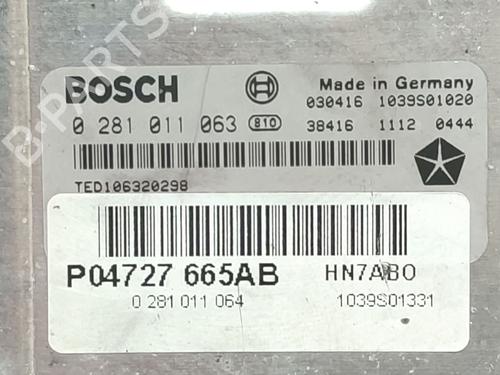 B-PARTS
BOSCH
Made in Germany
030416 1039S01020
0 281 011 063 810
38416 1112 0444
TED106320298
P04727 665AB HN7ABO
0 281 011 064 1039S01331